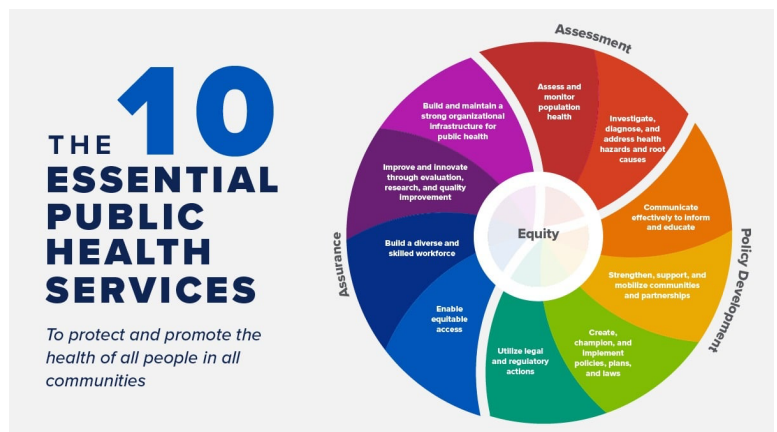 THE 10
ESSENTIAL
PUBLIC
HEALTH
SERVICES
To protect and promote the
health of all people in all
communities
Assessment
Assess and
monitor
population
health
Investigate,
diagnose, and
address health
hazards and root
causes
Policy Development
Communicate
effectively to inform
and educate
Strengthen, support, and
mobilize communities
and partnerships
Create,
champion, and
implement
policies, plans,
and laws
Utilize legal
and regulatory
actions
Assurance
Enable
equitable
access
Build a diverse and
skilled workforce
Improve and innovate
through evaluation,
research, and quality
improvement
Build and maintain a
strong organizational
infrastructure for
public health
Equity